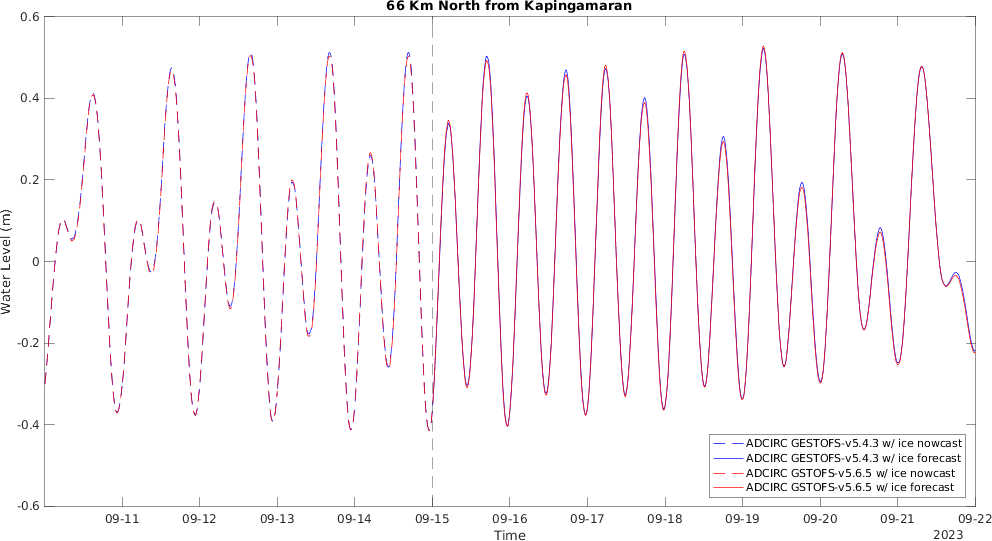 66 Km North from Kapingamaran
0.6
0.4
0.2
0
-0.2
-0.4
-0.6
Water Level (m)
ADCIRC GESTOFS-v5.4.3 w/ ice nowcast
ADCIRC GESTOFS-v5.4.3 w/ ice forecast
ADCIRC GSTOFS-v5.6.5 w/ ice nowcast
ADCIRC GSTOFS-v5.6.5 w/ ice forecast
09-11 09-12 09-13 09-14 09-15 09-16 09-17 09-18 09-19 09-20 09-21 09-22
Time
2023